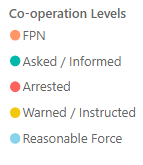 Co-operation Levels
FPN
Asked / Informed
Arrested
Warned / Instructed
Reasonable Force